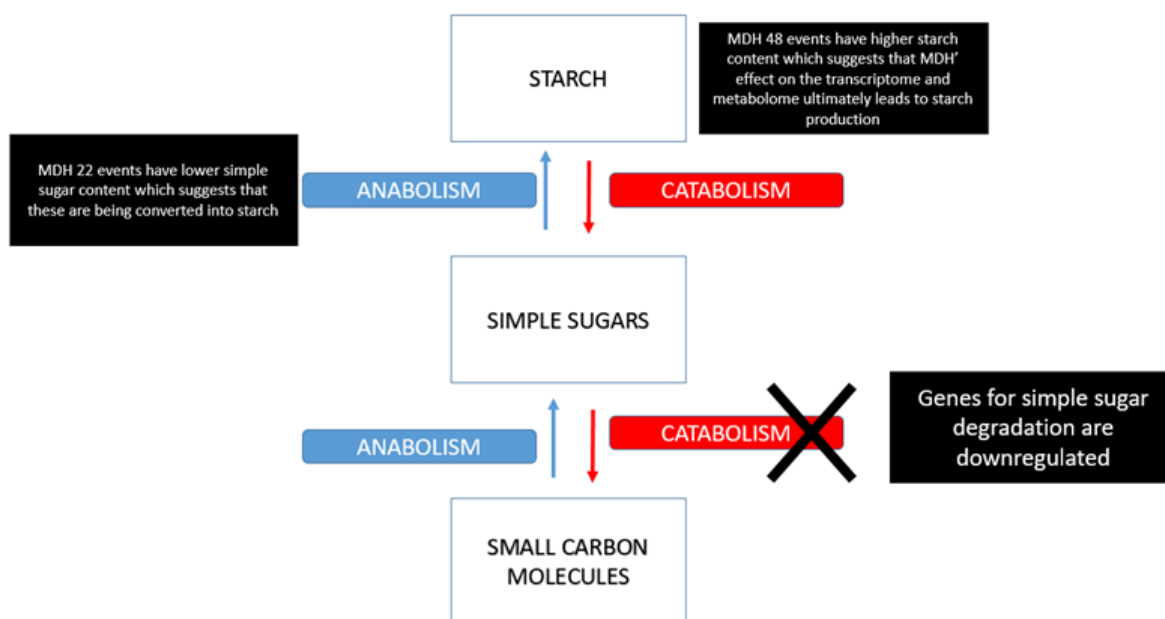 STARCH
MDH 48 events have higher starch
content which suggests that MDH'
effect on the transcriptome and
metabolome ultimately leads to starch
production
MDH 22 events have lower simple
sugar content which suggests that
these are being converted into starch
ANABOLISM
CATABOLISM
SIMPLE SUGARS
ANABOLISM
CATABOLISM
Genes for simple sugar
degradation are
downregulated
SMALL CARBON
MOLECULES